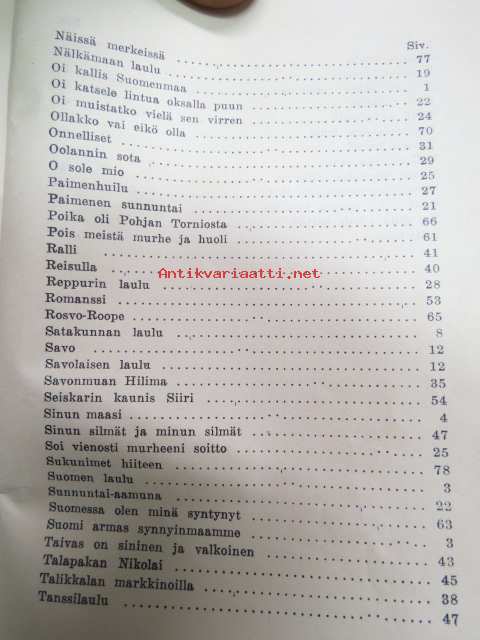 Siv.
Näissä merkeissä 77
Nälkämaan laulu 19
Oi kallis Suomenmaa 1
Oi katsele lintua oksalla puun 22
Oi muistatko vielä sen virren 24
Ollakko vai eikö olla 70
Onnelliset 31
Oolannin sota 29
O sole mio 25
Paimenhuilu 27
Paimenen sunnuntai 21
Poika oli Pohjan Torniosta 66
Pois meistä murhe ja huoli 61
Ralli 41
Reisulla 40
Antikvariaatti.net
Reppurin laulu 28
Romanssi 53
Rosvo-Roope 65
Satakunnan laulu 8
Savo 12
Savolaisen laulu 12
Savonmuan Hilima 35
Seiskarin kaunis Siiri 54
Sinun maasi 4
Sinun silmät ja minun silmät 47
Soi vienosti murheeni soitto 25
Sukunimet hiiteen 78
Suomen laulu 3
Sunnuntai-aamuna 22
Suomessa olen minä syntynyt 63
Suomi armas synnyinmaamme 3
Taivas on sininen ja valkoinen 43
Talapakan Nikolai 45
Talikkalan markkinoilla 38
Tanssilaulu 47